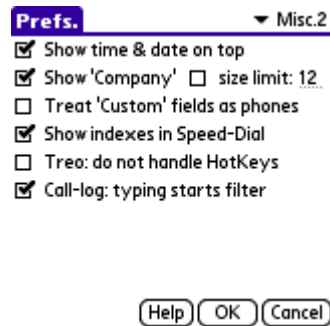 Prefs. Misc.2
Show time & date on top
Show 'Company' size limit: 12
Treat 'Custom' fields as phones
Show indexes in Speed-Dial
Treo: do not handle HotKeys
Call-log: typing starts filter
Help OK Cancel